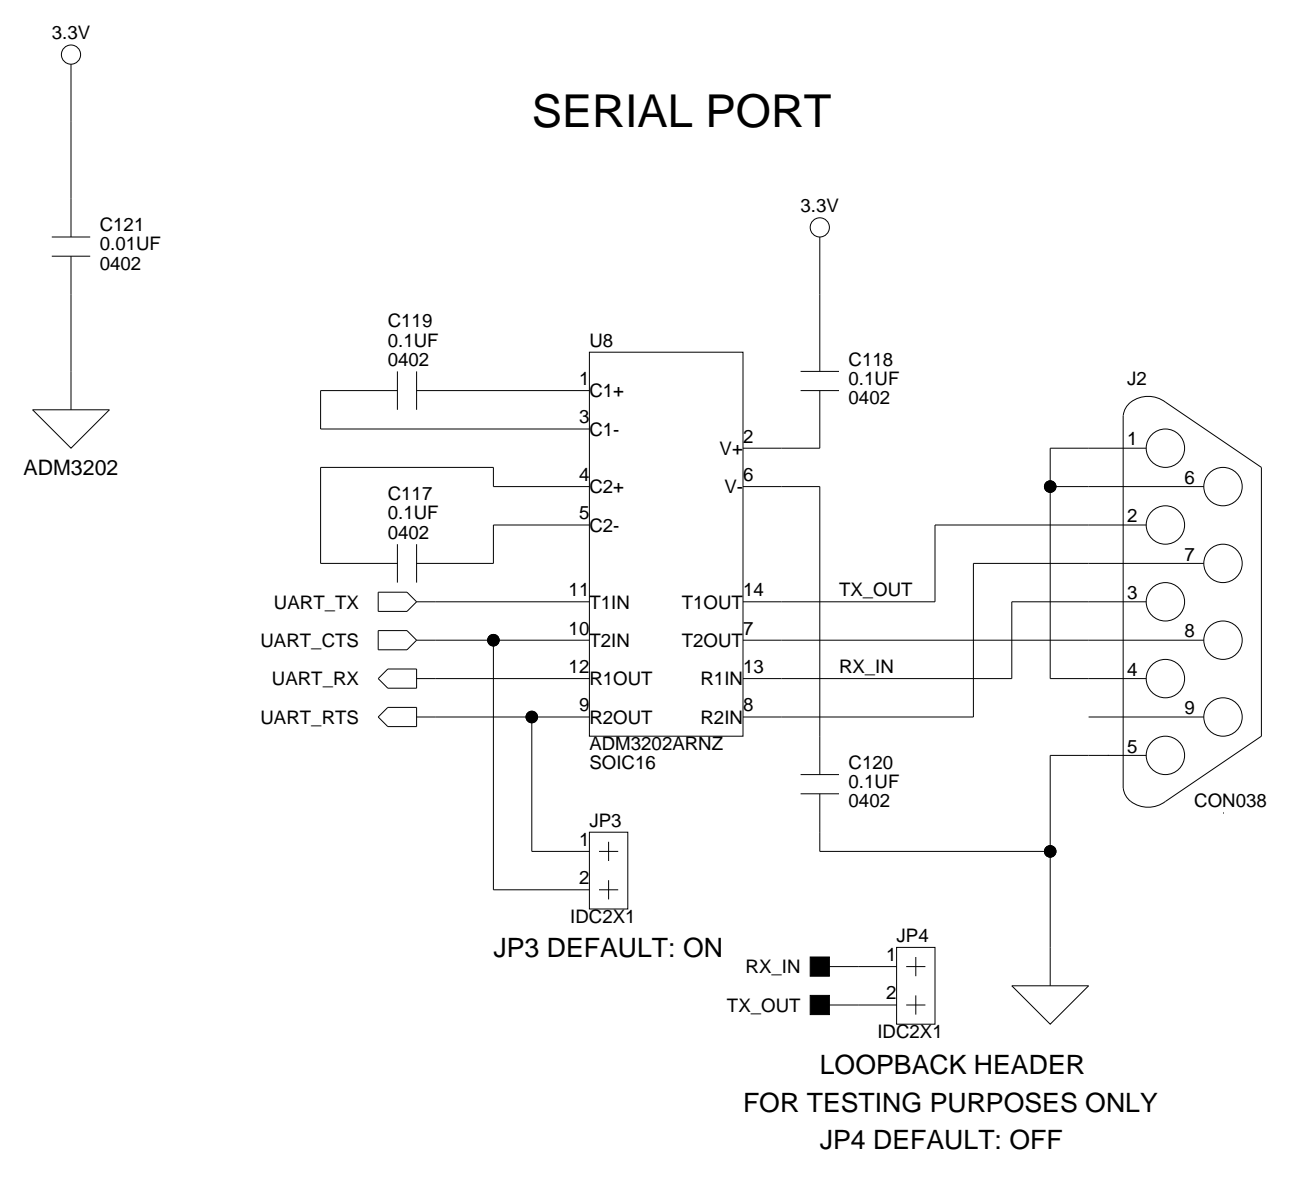 3.3V
SERIAL PORT
3.3V
C121
0.01UF
0402
ADM3202
C119
0.1UF
0402
U8
C118
0.1UF
0402
J2
1
C1+
3
C1-
2
V+
4
C2+
6
V-
C117
0.1UF
0402
5
C2-
1
6
2
7
3
8
4
9
5
UART_TX
11
T1IN
T1OUT
14
TX_OUT
UART_CTS
10
T2IN
T2OUT
7
UART_RX
12
R1OUT
R1IN
13
RX_IN
UART_RTS
9
R2OUT
R2IN
8
ADM3202ARNZ
SOIC16
C120
0.1UF
0402
CON038
JP3
1
2
IDC2X1
JP3 DEFAULT: ON
JP4
RX_IN
1
TX_OUT
2
IDC2X1
LOOPBACK HEADER
FOR TESTING PURPOSES ONLY
JP4 DEFAULT: OFF